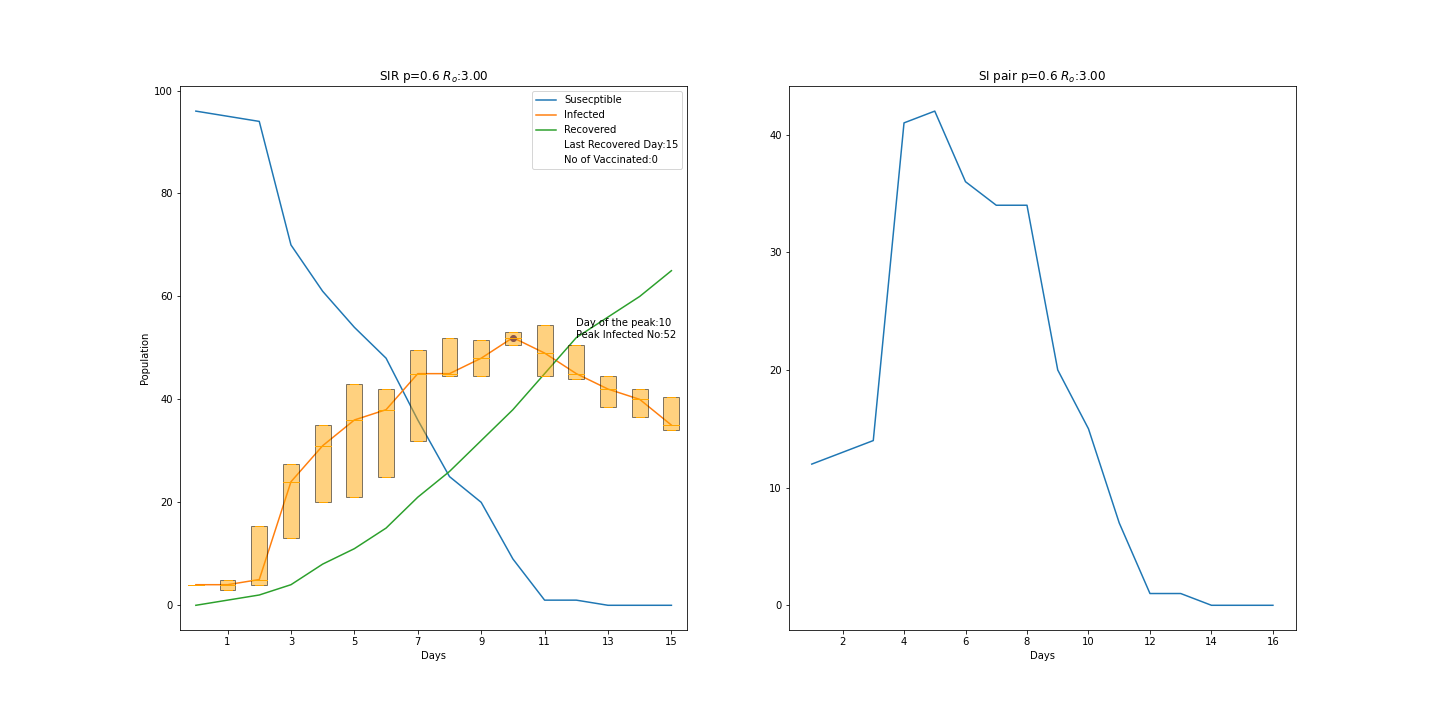 SIR p=0.6 Rₒ:3.00
Susecptible
Infected
Recovered
Last Recovered Day:15
No of Vaccinated:0
Day of the peak:10
Peak Infected No:52
Population
100
80
60
40
20
0
1 3 5 7 9 11 13 15
Days
SI pair p=0.6 Rₒ:3.00
40
30
20
10
0
2 4 6 8 10 12 14 16
Days